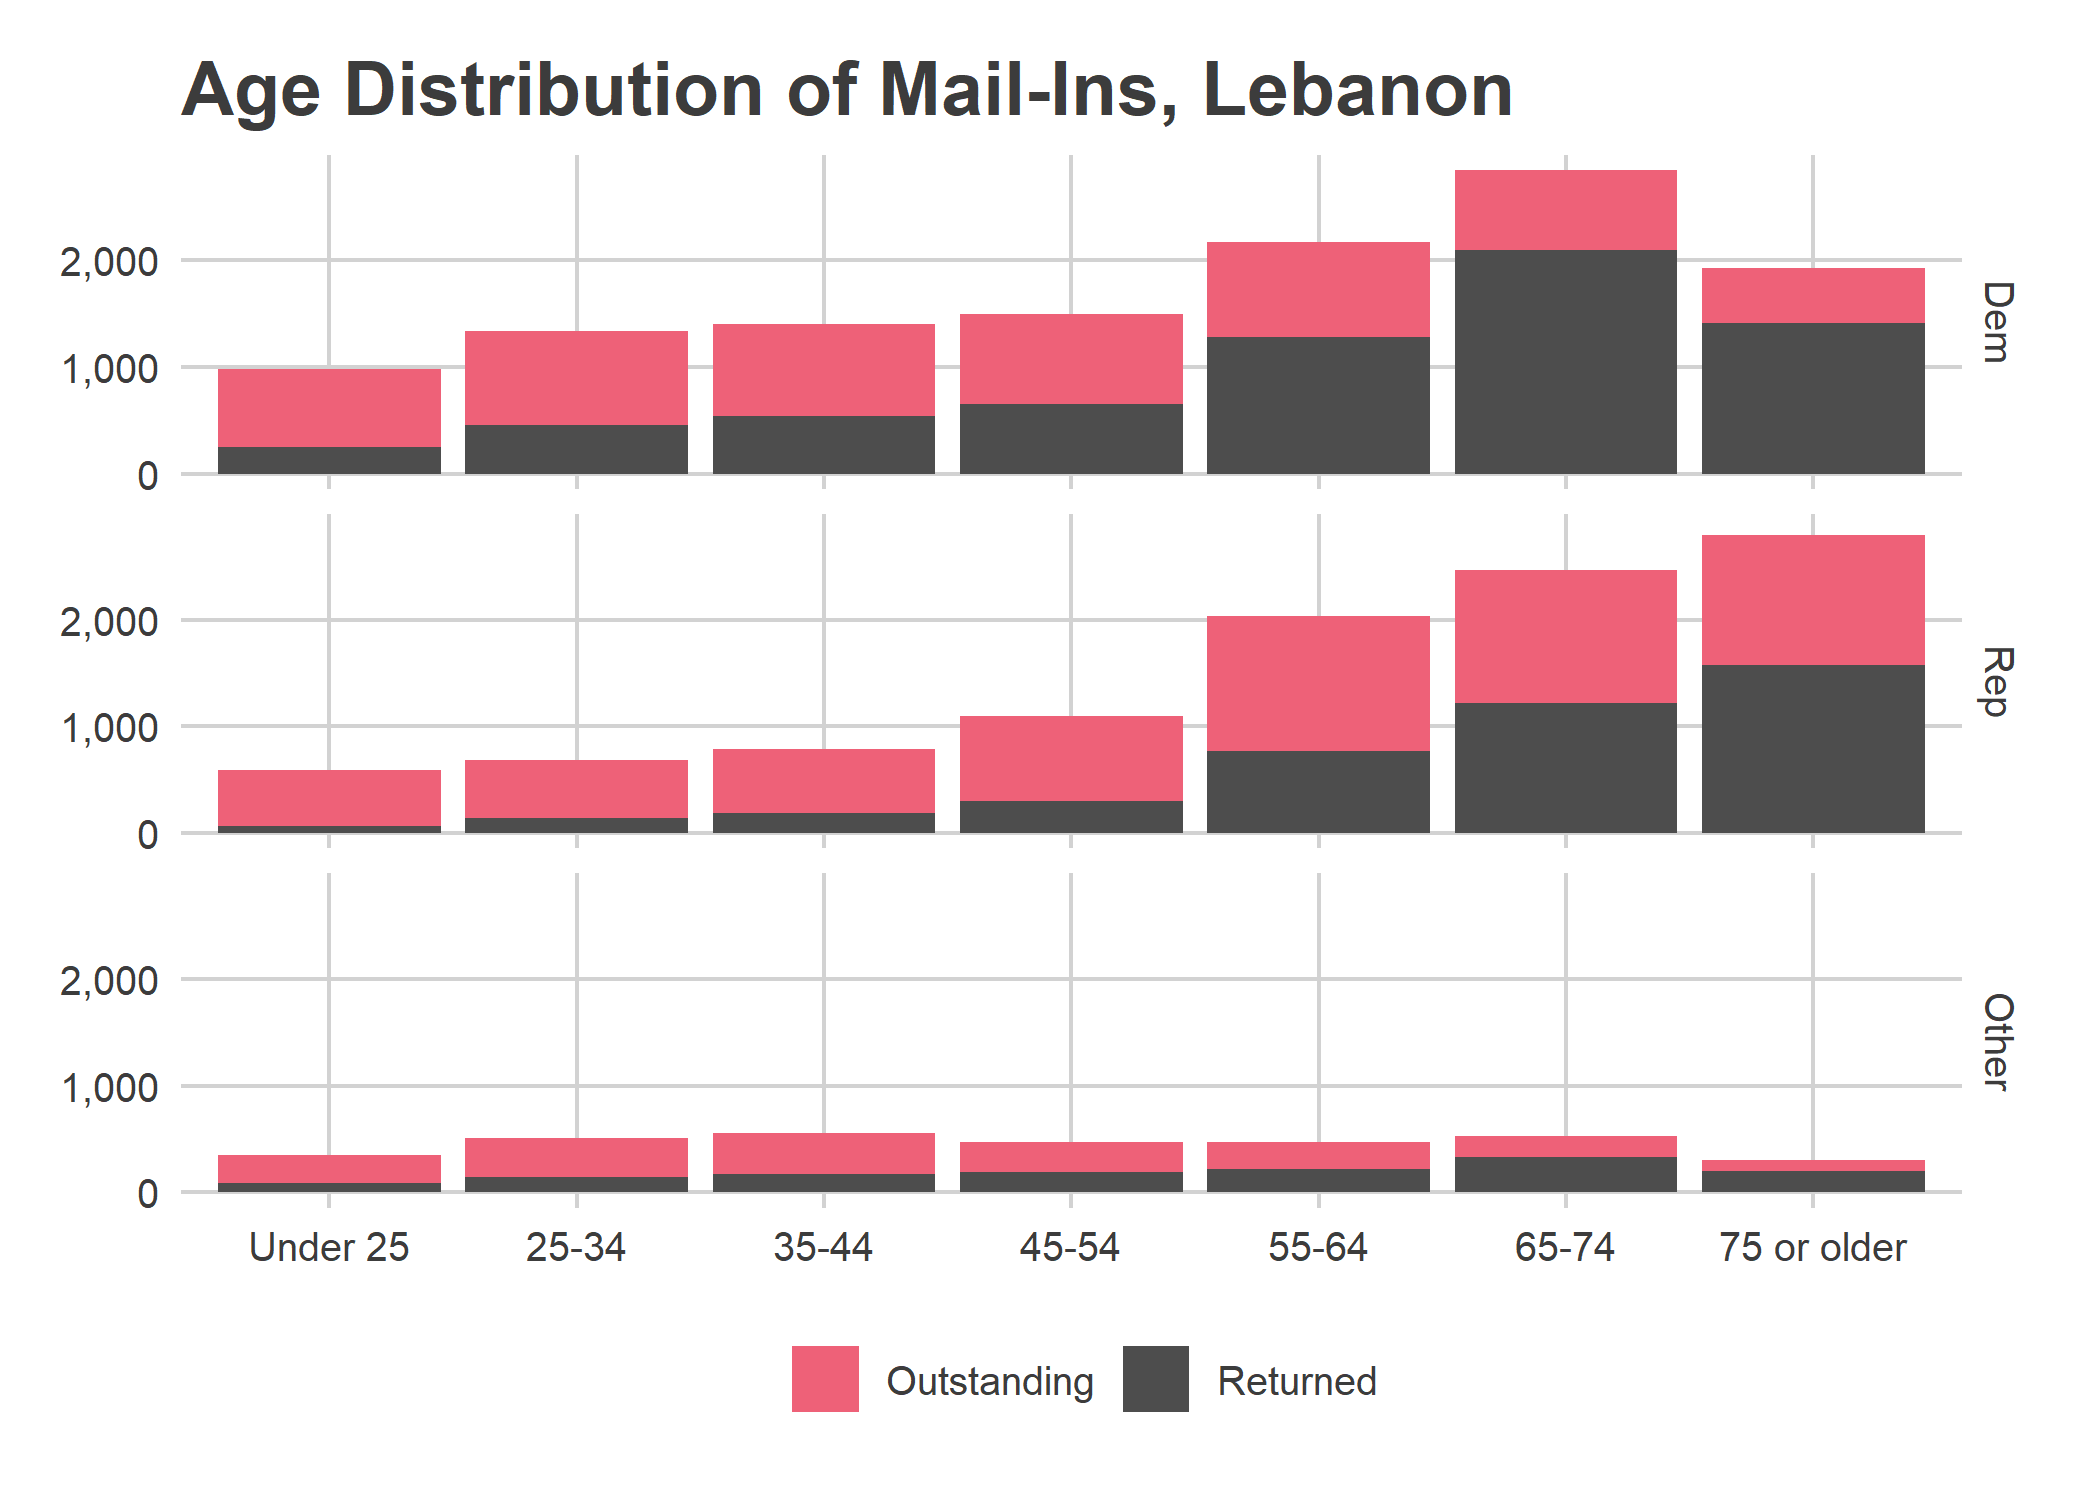 Age Distribution of Mail-Ins, Lebanon
2,000
1,000
0
Dem
2,000
1,000
0
Rep
2,000
1,000
0
Other
Under 25 25-34 35-44 45-54 55-64 65-74 75 or older
Outstanding Returned